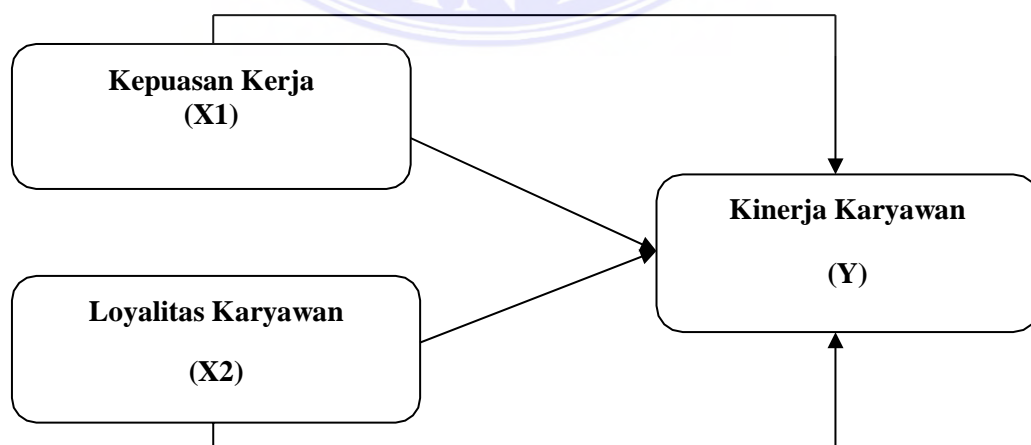 Kepuasan Kerja
(X1)
Kinerja Karyawan
(Y)
Loyalitas Karyawan
(X2)